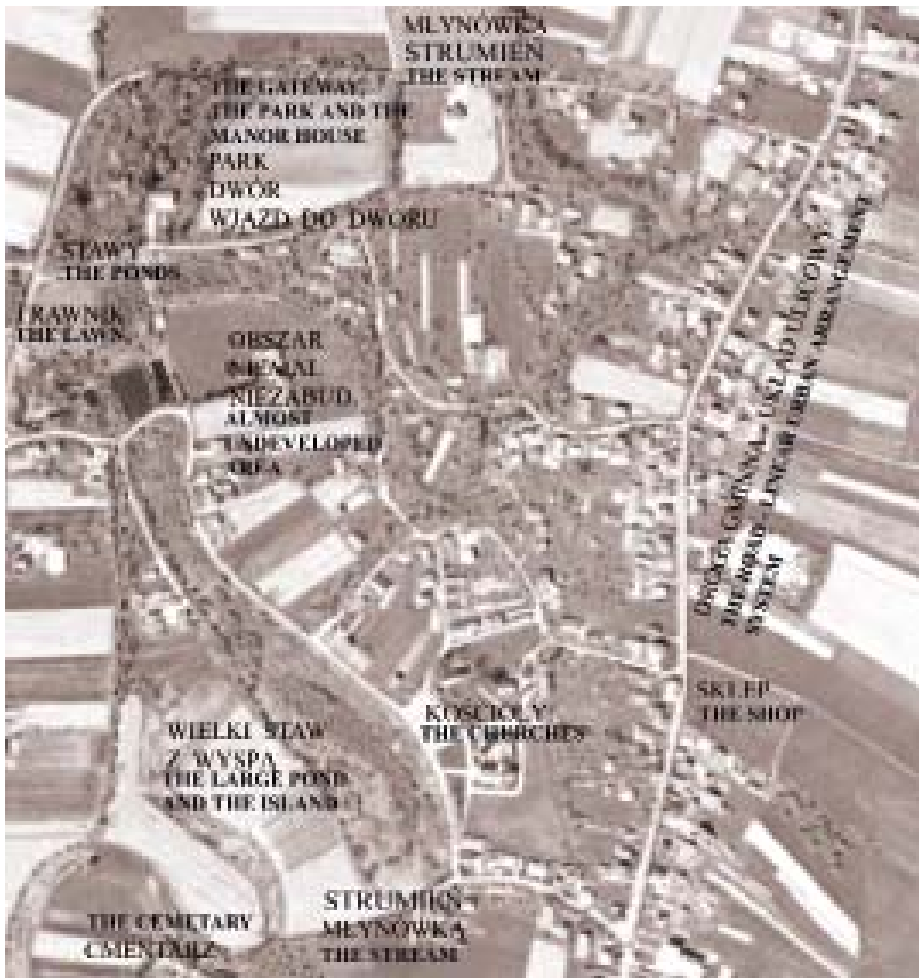 MŁYNÓWKA
STRUMIEŃ
THE STREAM
THE GATEWAY,
THE PARK AND THE
MANOR HOUSE
PARK
DWÓR
WJAZD DO DWORU
STAWY
THE PONDS
TRAWNIK
THE LAWN
OBSZAR
NIEMAL
NIEZABUD.
ALMOST
UNDEVELOPED
AREA
DROGA GMINNA - UKŁAD ULICOWY
THE ROAD - LINEAR URBAN ARRANGEMENT
SYSTEM
SKLEP
THE SHOP
KOŚCIOŁY
THE CHURCHES
WIELKI STAW
Z WYSPĄ
THE LARGE POND
AND THE ISLAND
THE CEMETARY
CMENTARZ
STRUMIEŃ
MŁYNÓWKA
THE STREAM